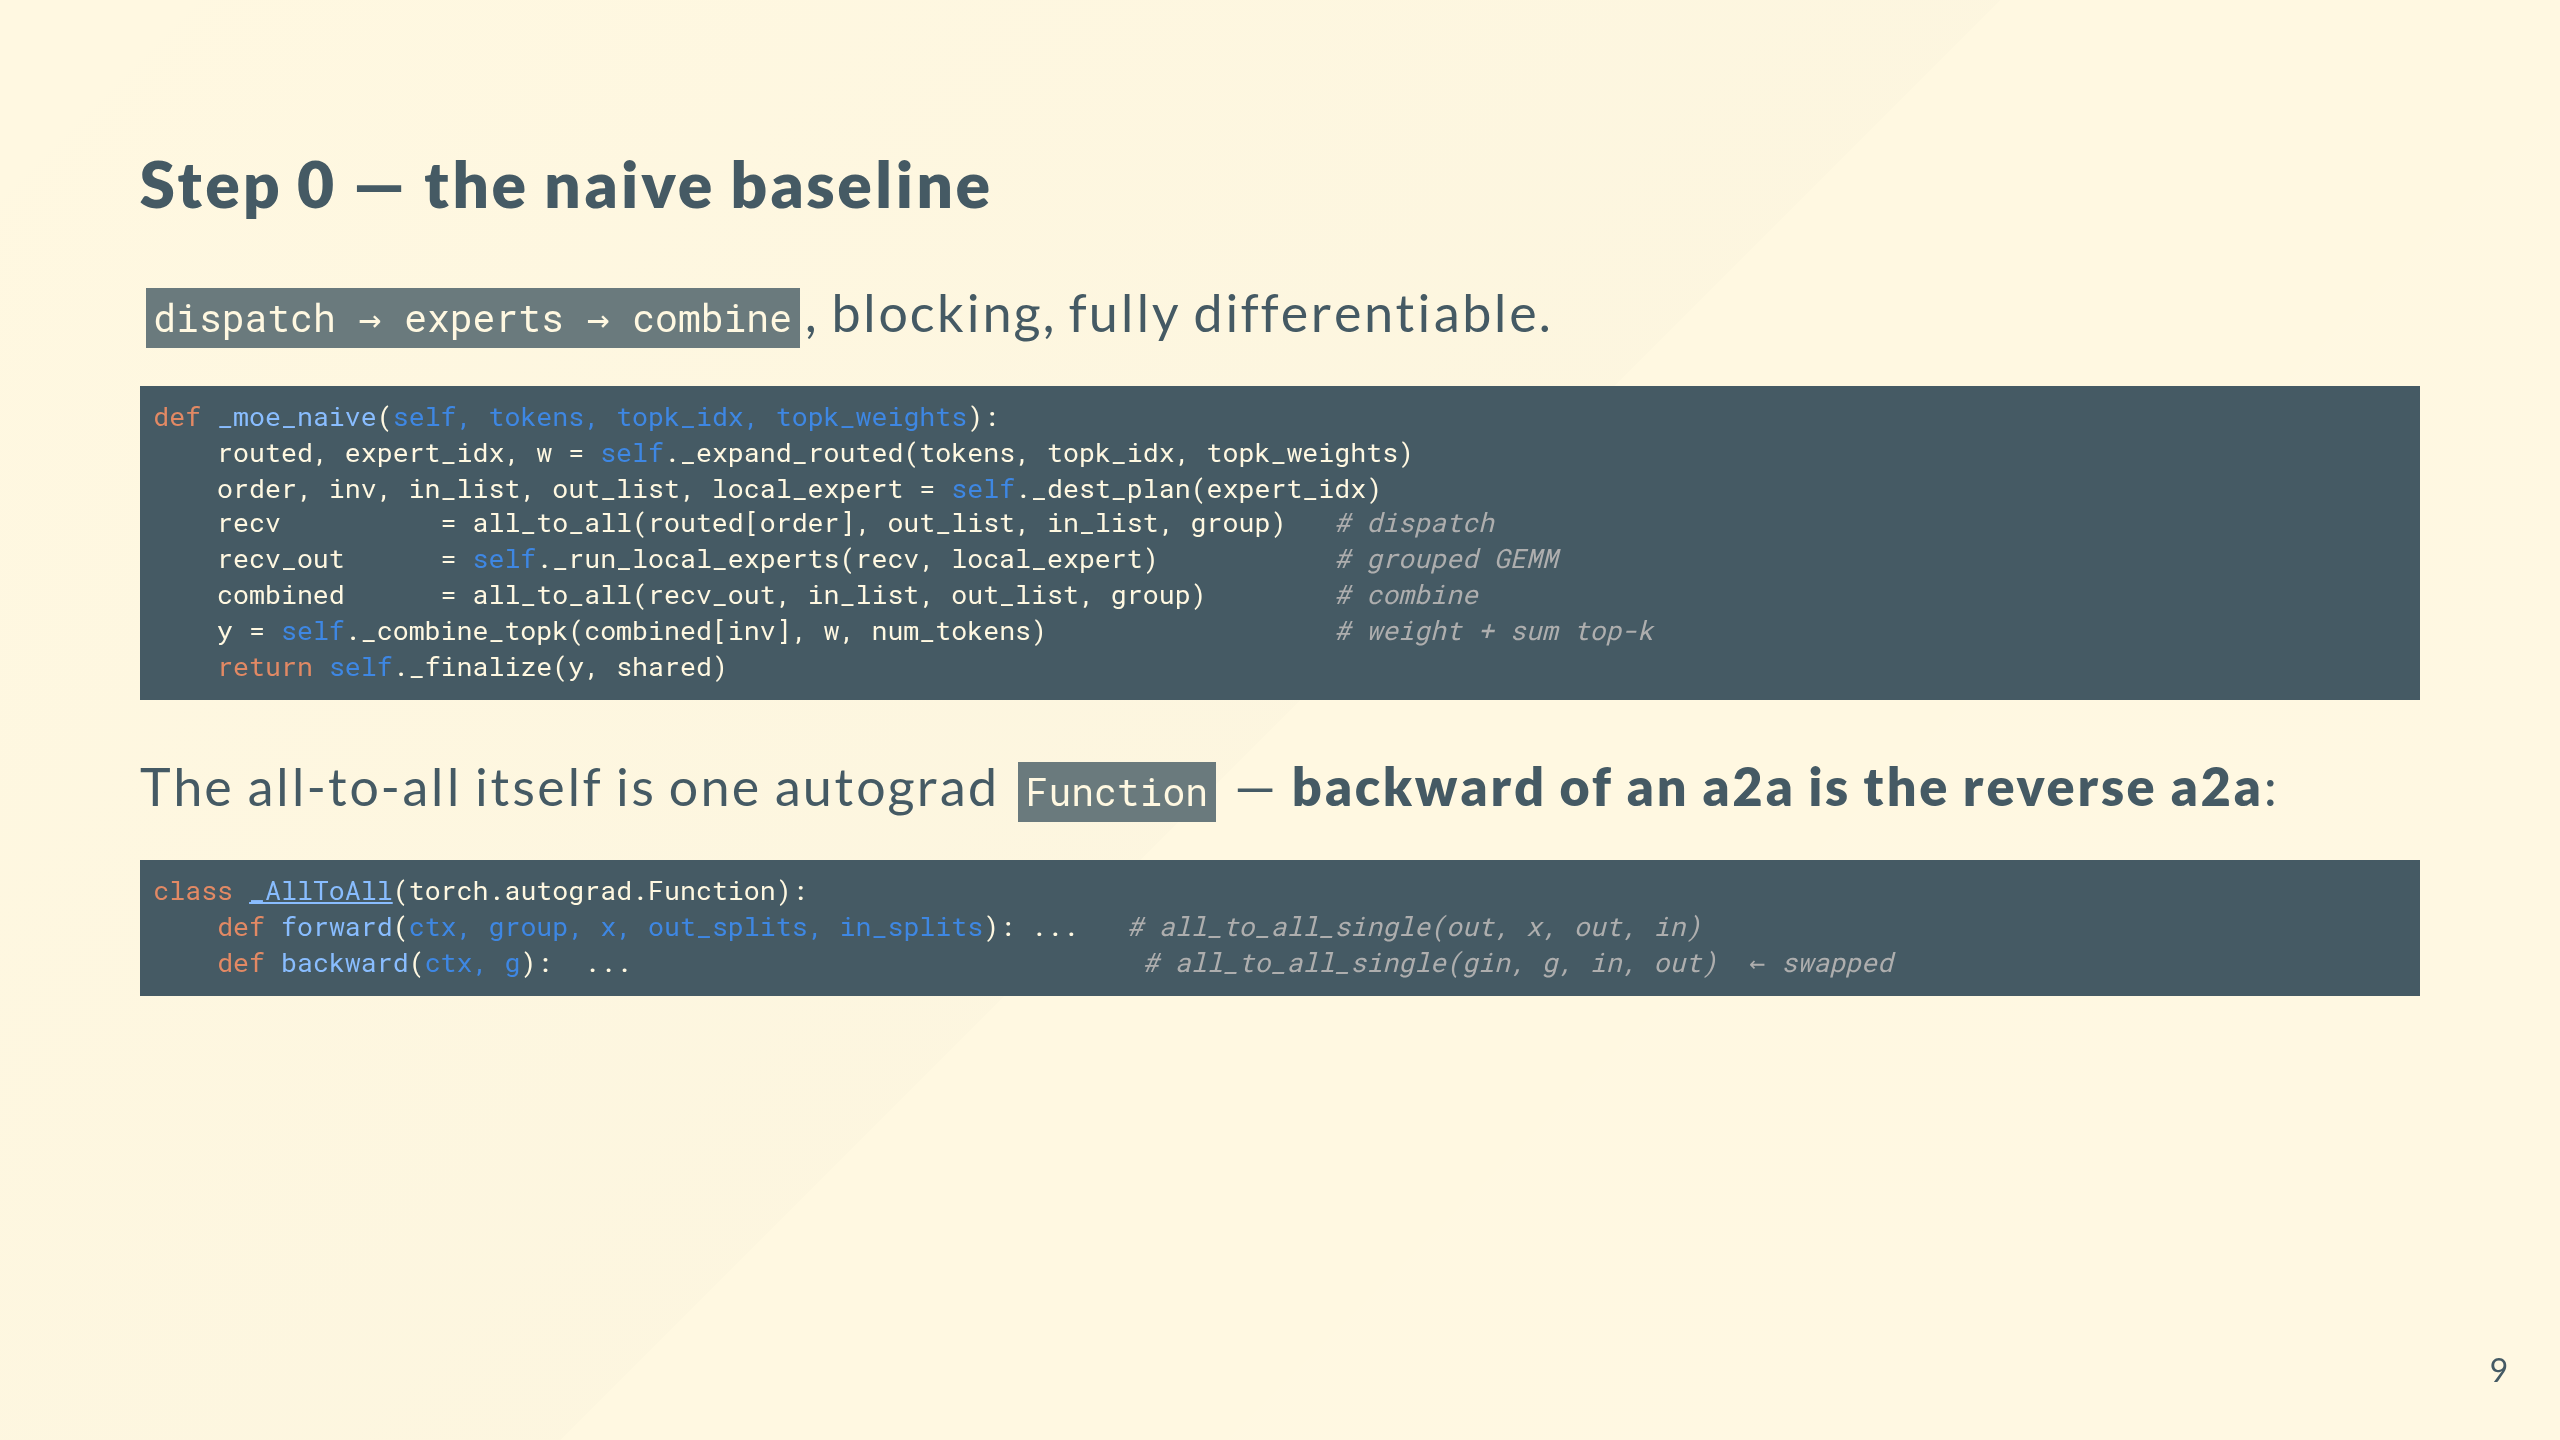 Step 0 — the naive baseline
dispatch → experts → combine, blocking, fully differentiable.
def _moe_naive(self, tokens, topk_idx, topk_weights):
    routed, expert_idx, w = self._expand_routed(tokens, topk_idx, topk_weights)
    order, inv, in_list, out_list, local_expert = self._dest_plan(expert_idx)
    recv          = all_to_all(routed[order], out_list, in_list, group)   # dispatch
    recv_out      = self._run_local_experts(recv, local_expert)           # grouped GEMM
    combined      = all_to_all(recv_out, in_list, out_list, group)        # combine
    y = self._combine_topk(combined[inv], w, num_tokens)                  # weight + sum top-k
    return self._finalize(y, shared)
The all-to-all itself is one autograd Function — backward of an a2a is the reverse a2a:
class _AllToAll(torch.autograd.Function):
    def forward(ctx, group, x, out_splits, in_splits): ...   # all_to_all_single(out, x, out, in)
    def backward(ctx, g):  ...                                # all_to_all_single(gin, g, in, out)  ← swapped
9